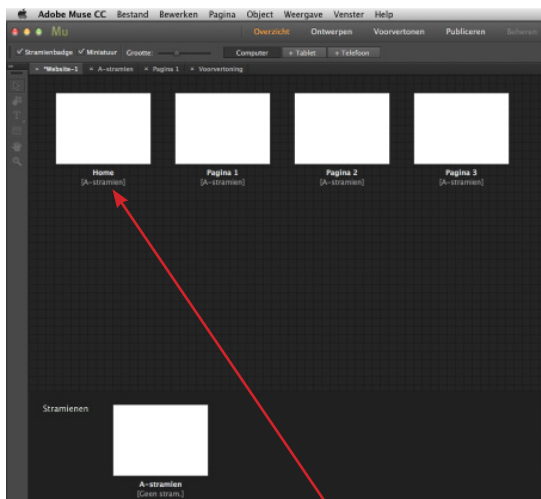 Adobe Muse CC Bestand Bewerken Pagina Object Weergave Venster Help
Mu Overzicht Ontwerpen Voorvertonen Publiceren Beheren
Stramienbadge Miniatuur Grootte: Computer + Tablet + Telefoon
× *Website-1 × A-stramien × Pagina 1 × Voorvertoning
Home Pagina 1 Pagina 2 Pagina 3
[A-stramien] [A-stramien] [A-stramien] [A-stramien]
Stramienen
A-stramien
[Geen stram.]